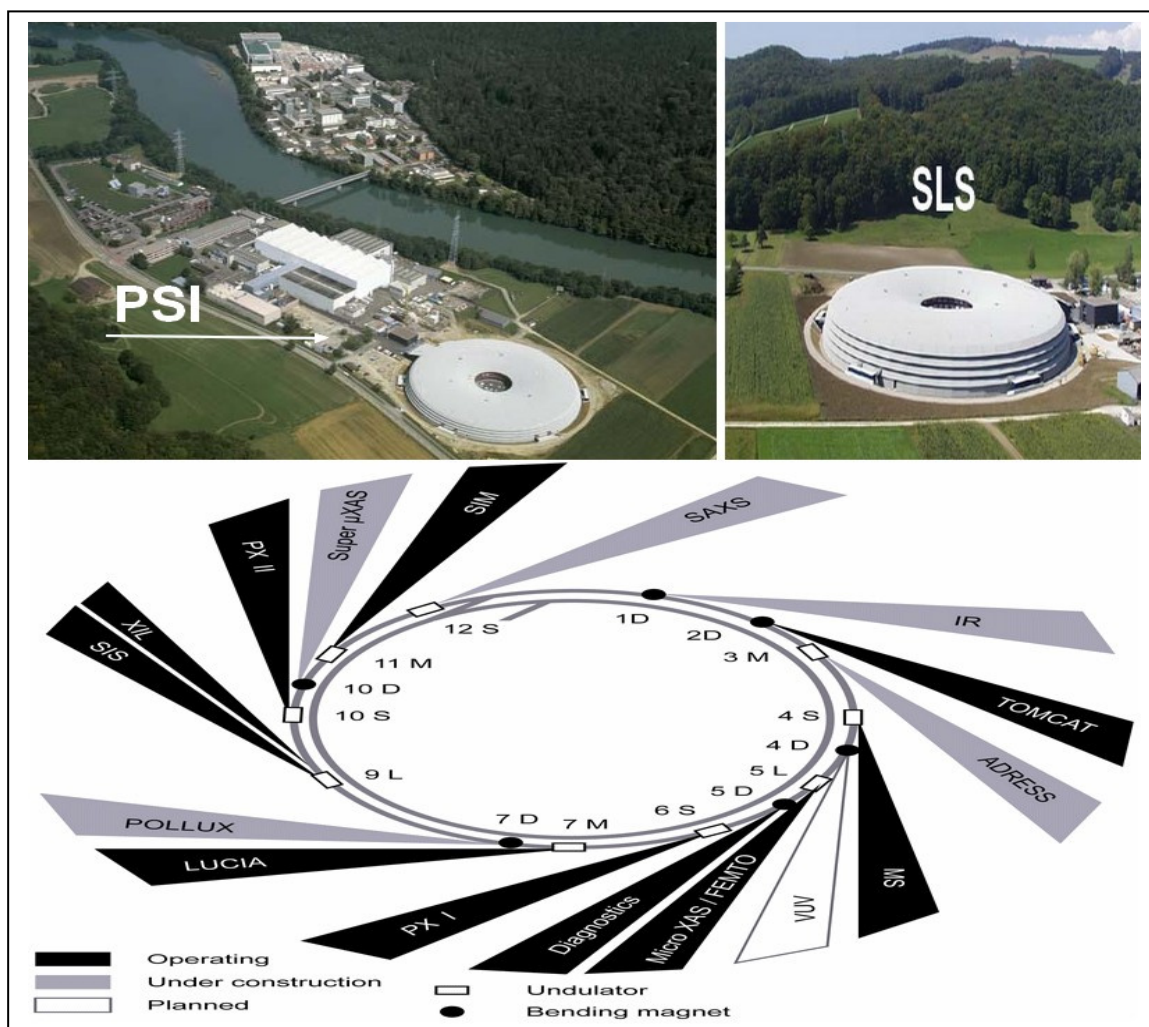 PSI
SLS
SIM
Super µXAS
PX II
SAXS
XIL
SIS
12 S
1D
2D
IR
11 M
3 M
10 D
10 S
4 S
TOMCAT
4 D
9 L
5 L
ADRESS
5 D
6 S
7 D
7 M
POLLUX
LUCIA
PX I
Diagnostics
Micro XAS / FEMTO
VUV
MS
Operating
Under construction
Planned
Undulator
Bending magnet